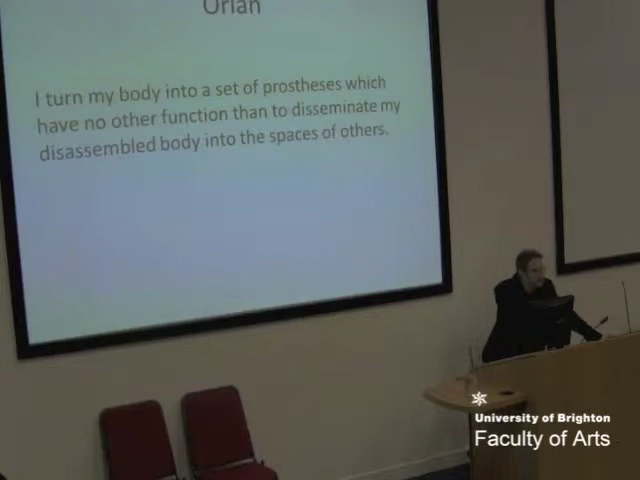 Orlan
I turn my body into a set of prostheses which
have no other function than to disseminate my
disassembled body into the spaces of others.
University of Brighton
Faculty of Arts